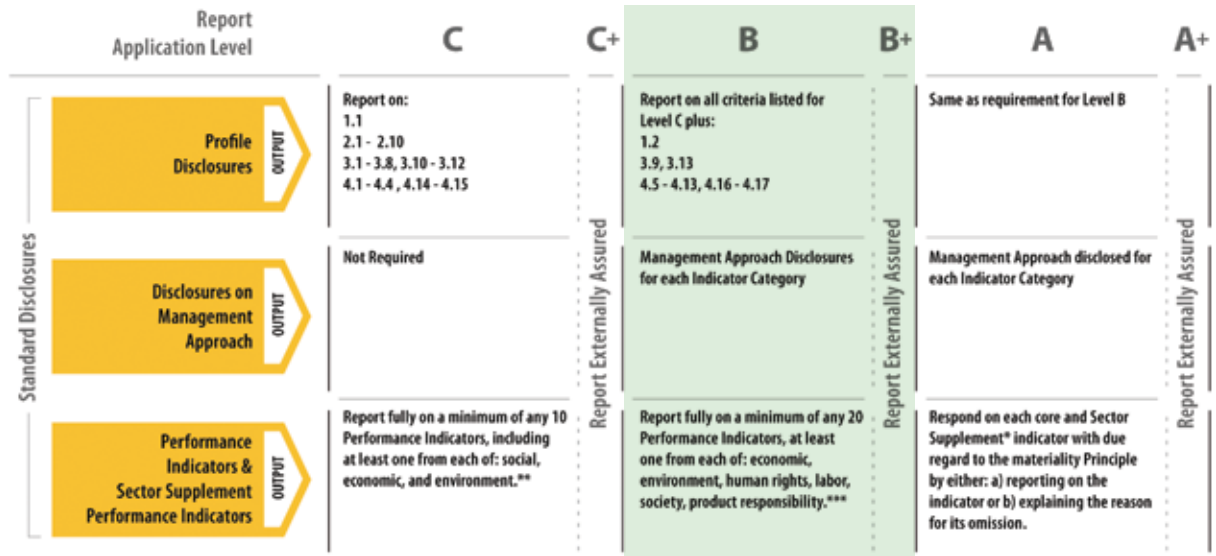 Report
Application Level
C
C+
B
B+
A
A+
Standard Disclosures
Profile
Disclosures
OUTPUT
Report on:
1.1
2.1 - 2.10
3.1 - 3.8, 3.10 - 3.12
4.1 - 4.4 , 4.14 - 4.15
Report on all criteria listed for
Level C plus:
1.2
3.9, 3.13
4.5 - 4.13, 4.16 - 4.17
Same as requirement for Level B
Disclosures on
Management
Approach
OUTPUT
Not Required
Management Approach Disclosures
for each Indicator Category
Management Approach disclosed for
each Indicator Category
Performance
Indicators &
Sector Supplement
Performance Indicators
OUTPUT
Report fully on a minimum of any 10
Performance Indicators, including
at least one from each of: social,
economic, and environment.**
Report fully on a minimum of any 20
Performance Indicators, at least
one from each of: economic,
environment, human rights, labor,
society, product responsibility.***
Respond on each core and Sector
Supplement* indicator with due
regard to the materiality Principle
by either: a) reporting on the
indicator or b) explaining the reason
for its omission.
Report Externally Assured
Report Externally Assured
Report Externally Assured